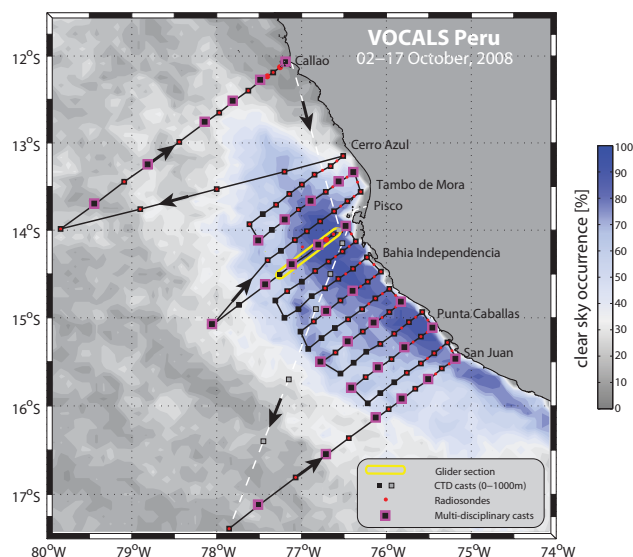 VOCALS Peru
02−17 October, 2008
Callao
Cerro Azul
Tambo de Mora
Pisco
Bahia Independencia
Punta Caballas
San Juan
12°S
13°S
14°S
15°S
16°S
17°S
80°W
79°W
78°W
77°W
76°W
75°W
74°W
Glider section
CTD casts (0−1000m)
Radiosondes
Multi-disciplinary casts
100
90
80
70
60
50
40
30
20
10
0
clear sky occurrence [%]